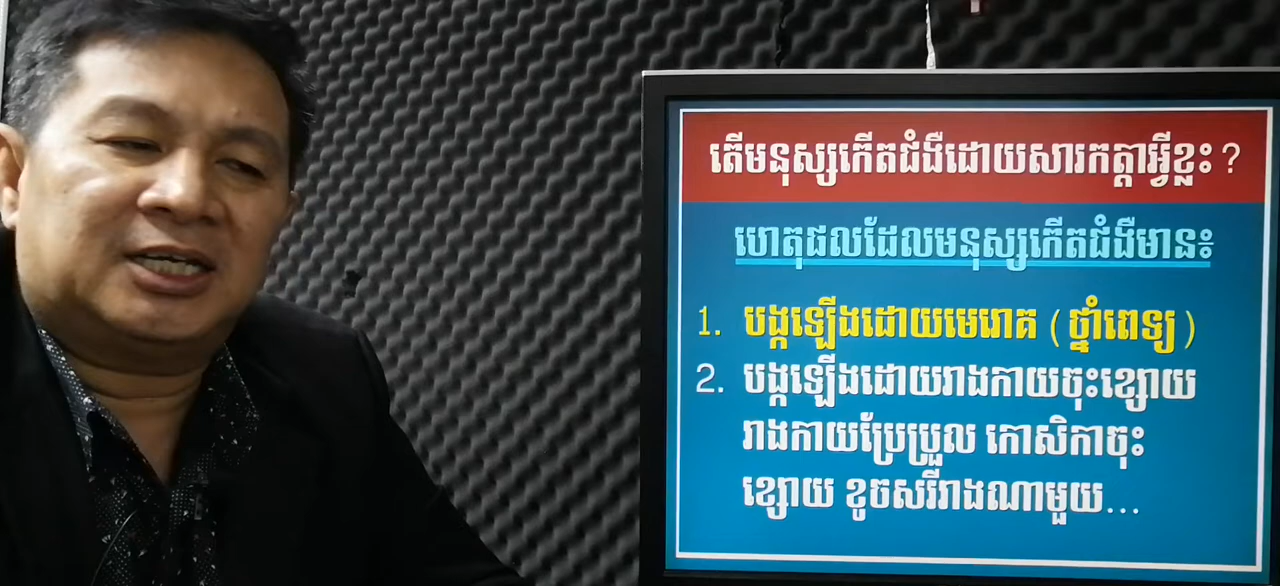 តើមនុស្សកើតជំងឺដោយសារកត្តាអ្វីខ្លះ ?
ហេតុផលដែលមនុស្សកើតជំងឺមាន៖
1. បង្កឡើងដោយមេរោគ ( ថ្នាំពេទ្យ )
2. បង្កឡើងដោយរាងកាយចុះខ្សោយ
រាងកាយប្រែប្រួល កោសិកាចុះ
ខ្សោយ ខូចសរីរាងណាមួយ...